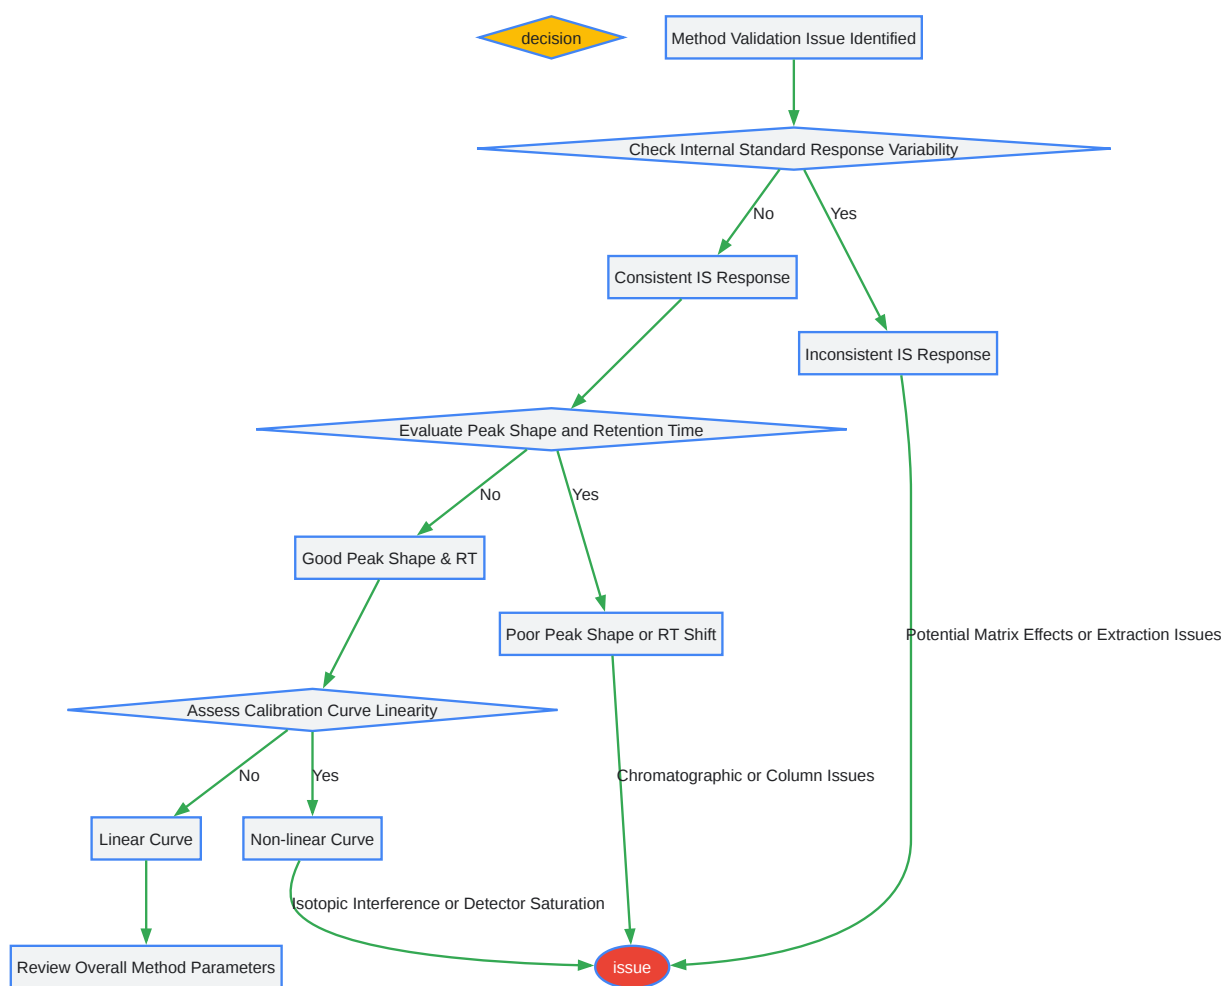 decision
Method Validation Issue Identified
Check Internal Standard Response Variability
No
Yes
Consistent IS Response
Inconsistent IS Response
Evaluate Peak Shape and Retention Time
No
Yes
Good Peak Shape & RT
Poor Peak Shape or RT Shift
Potential Matrix Effects or Extraction Issues
Assess Calibration Curve Linearity
No
Yes
Chromatographic or Column Issues
Linear Curve
Non-linear Curve
Isotopic Interference or Detector Saturation
Review Overall Method Parameters
issue